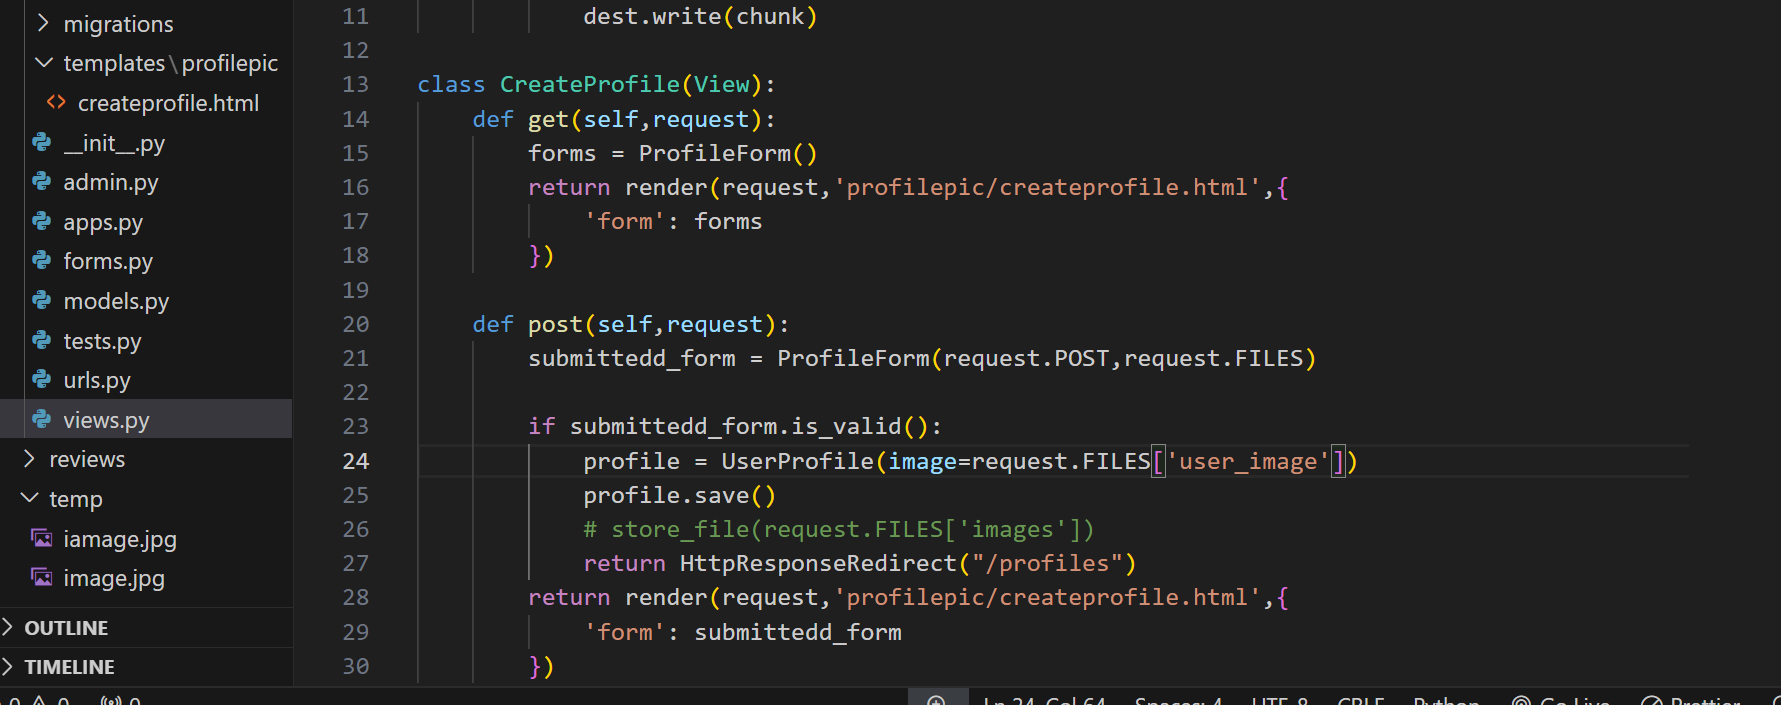 migrations
templates\profilepic
createprofile.html
__init__.py
admin.py
apps.py
forms.py
models.py
tests.py
urls.py
views.py
reviews
temp
iamage.jpg
image.jpg
OUTLINE
TIMELINE
11 dest.write(chunk)
12
13 class CreateProfile(View):
14 def get(self,request):
15 forms = ProfileForm()
16 return render(request,'profilepic/createprofile.html',{
17 'form': forms
18 })
19
20 def post(self,request):
21 submittedd_form = ProfileForm(request.POST,request.FILES)
22
23 if submittedd_form.is_valid():
24 profile = UserProfile(image=request.FILES['user_image'])
25 profile.save()
26 # store_file(request.FILES['images'])
27 return HttpResponseRedirect("/profiles")
28 return render(request,'profilepic/createprofile.html',{
29 'form': submittedd_form
30 })
0 0 0 Ln 24, Col 64 Spaces: 4 UTF-8 CRLF Python Go Live Prettier